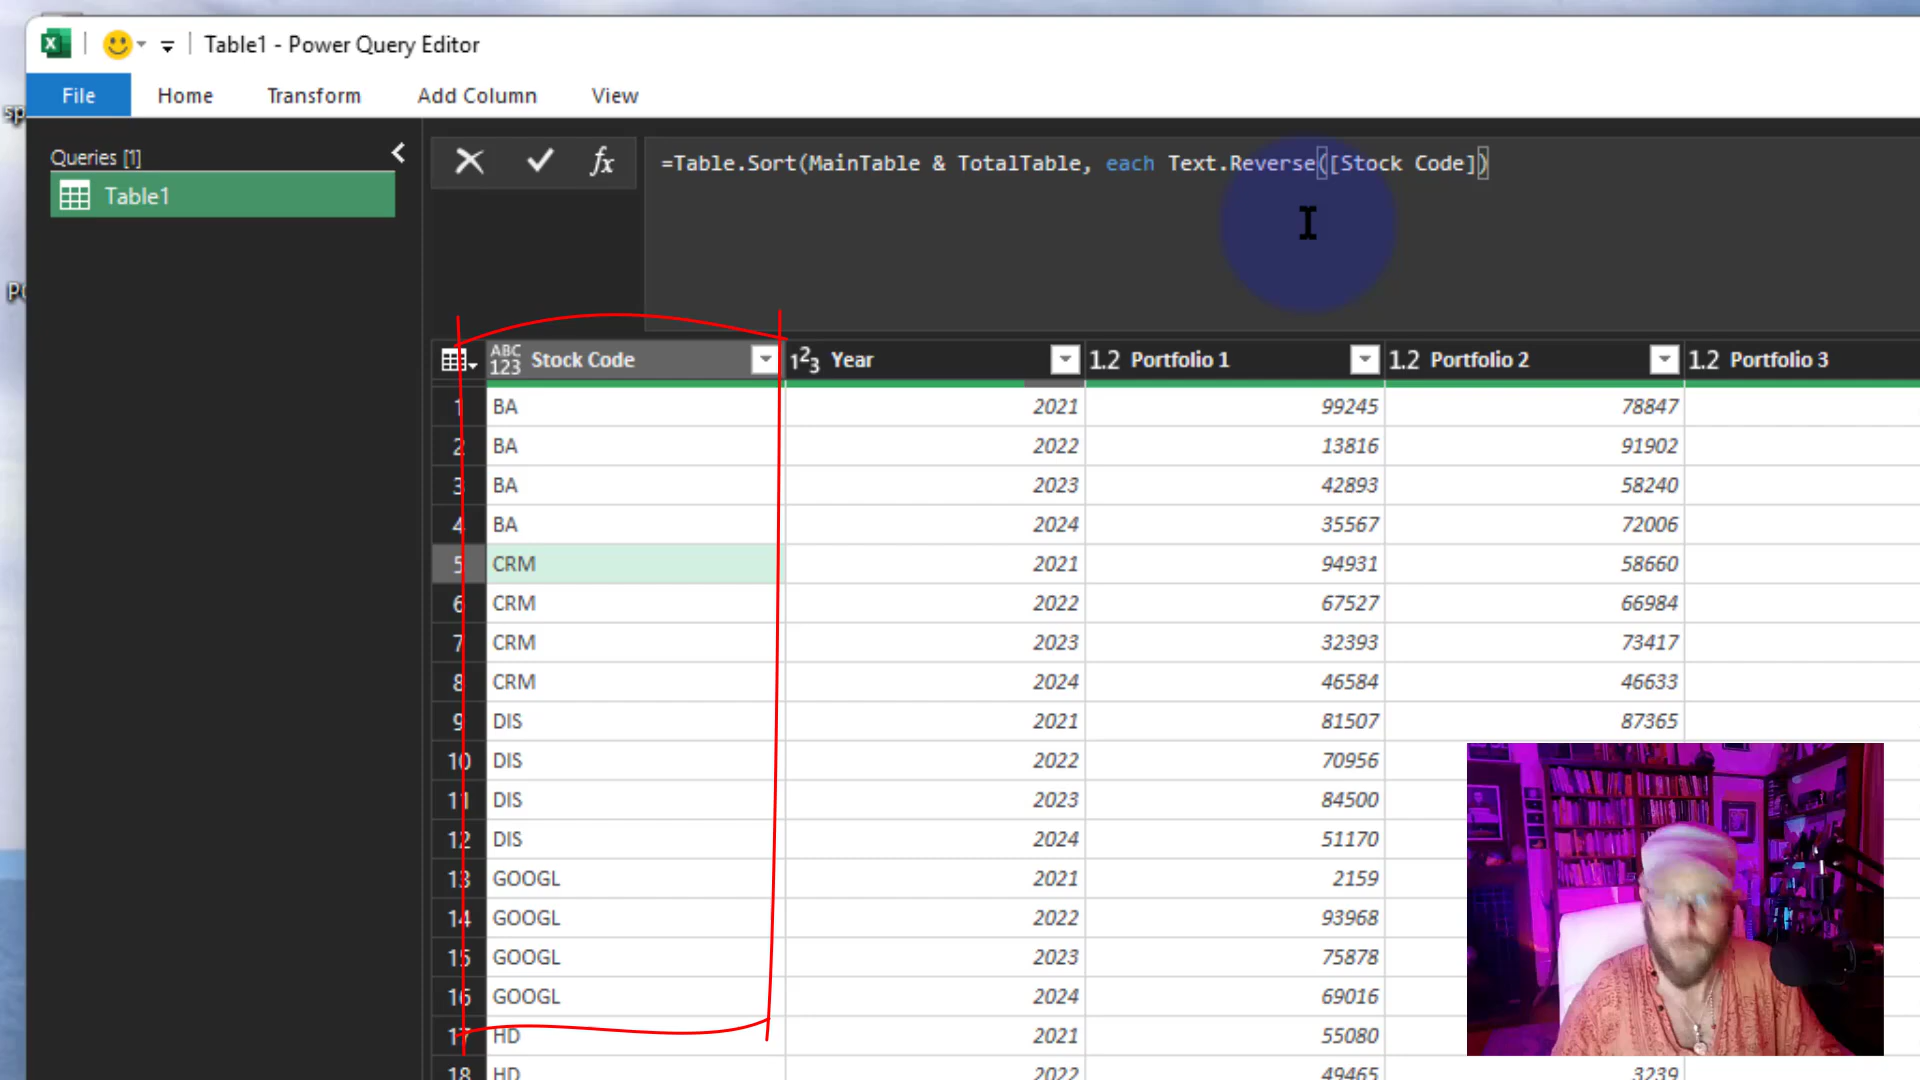 Table1 - Power Query Editor
File Home Transform Add Column View
Queries [1]
Table1
fx =Table.Sort(MainTable & TotalTable, each Text.Reverse([Stock Code])
ABC 123 Stock Code 1 2 3 Year 1.2 Portfolio 1 1.2 Portfolio 2 1.2 Portfolio 3
1 BA 2021 99245 78847
2 BA 2022 13816 91902
3 BA 2023 42893 58240
4 BA 2024 35567 72006
5 CRM 2021 94931 58660
6 CRM 2022 67527 66984
7 CRM 2023 32393 73417
8 CRM 2024 46584 46633
9 DIS 2021 81507 87365
10 DIS 2022 70956
11 DIS 2023 84500
12 DIS 2024 51170
13 GOOGL 2021 2159
14 GOOGL 2022 93968
15 GOOGL 2023 75878
16 GOOGL 2024 69016
17 HD 2021 55080
18 HD 2022 49465 3239